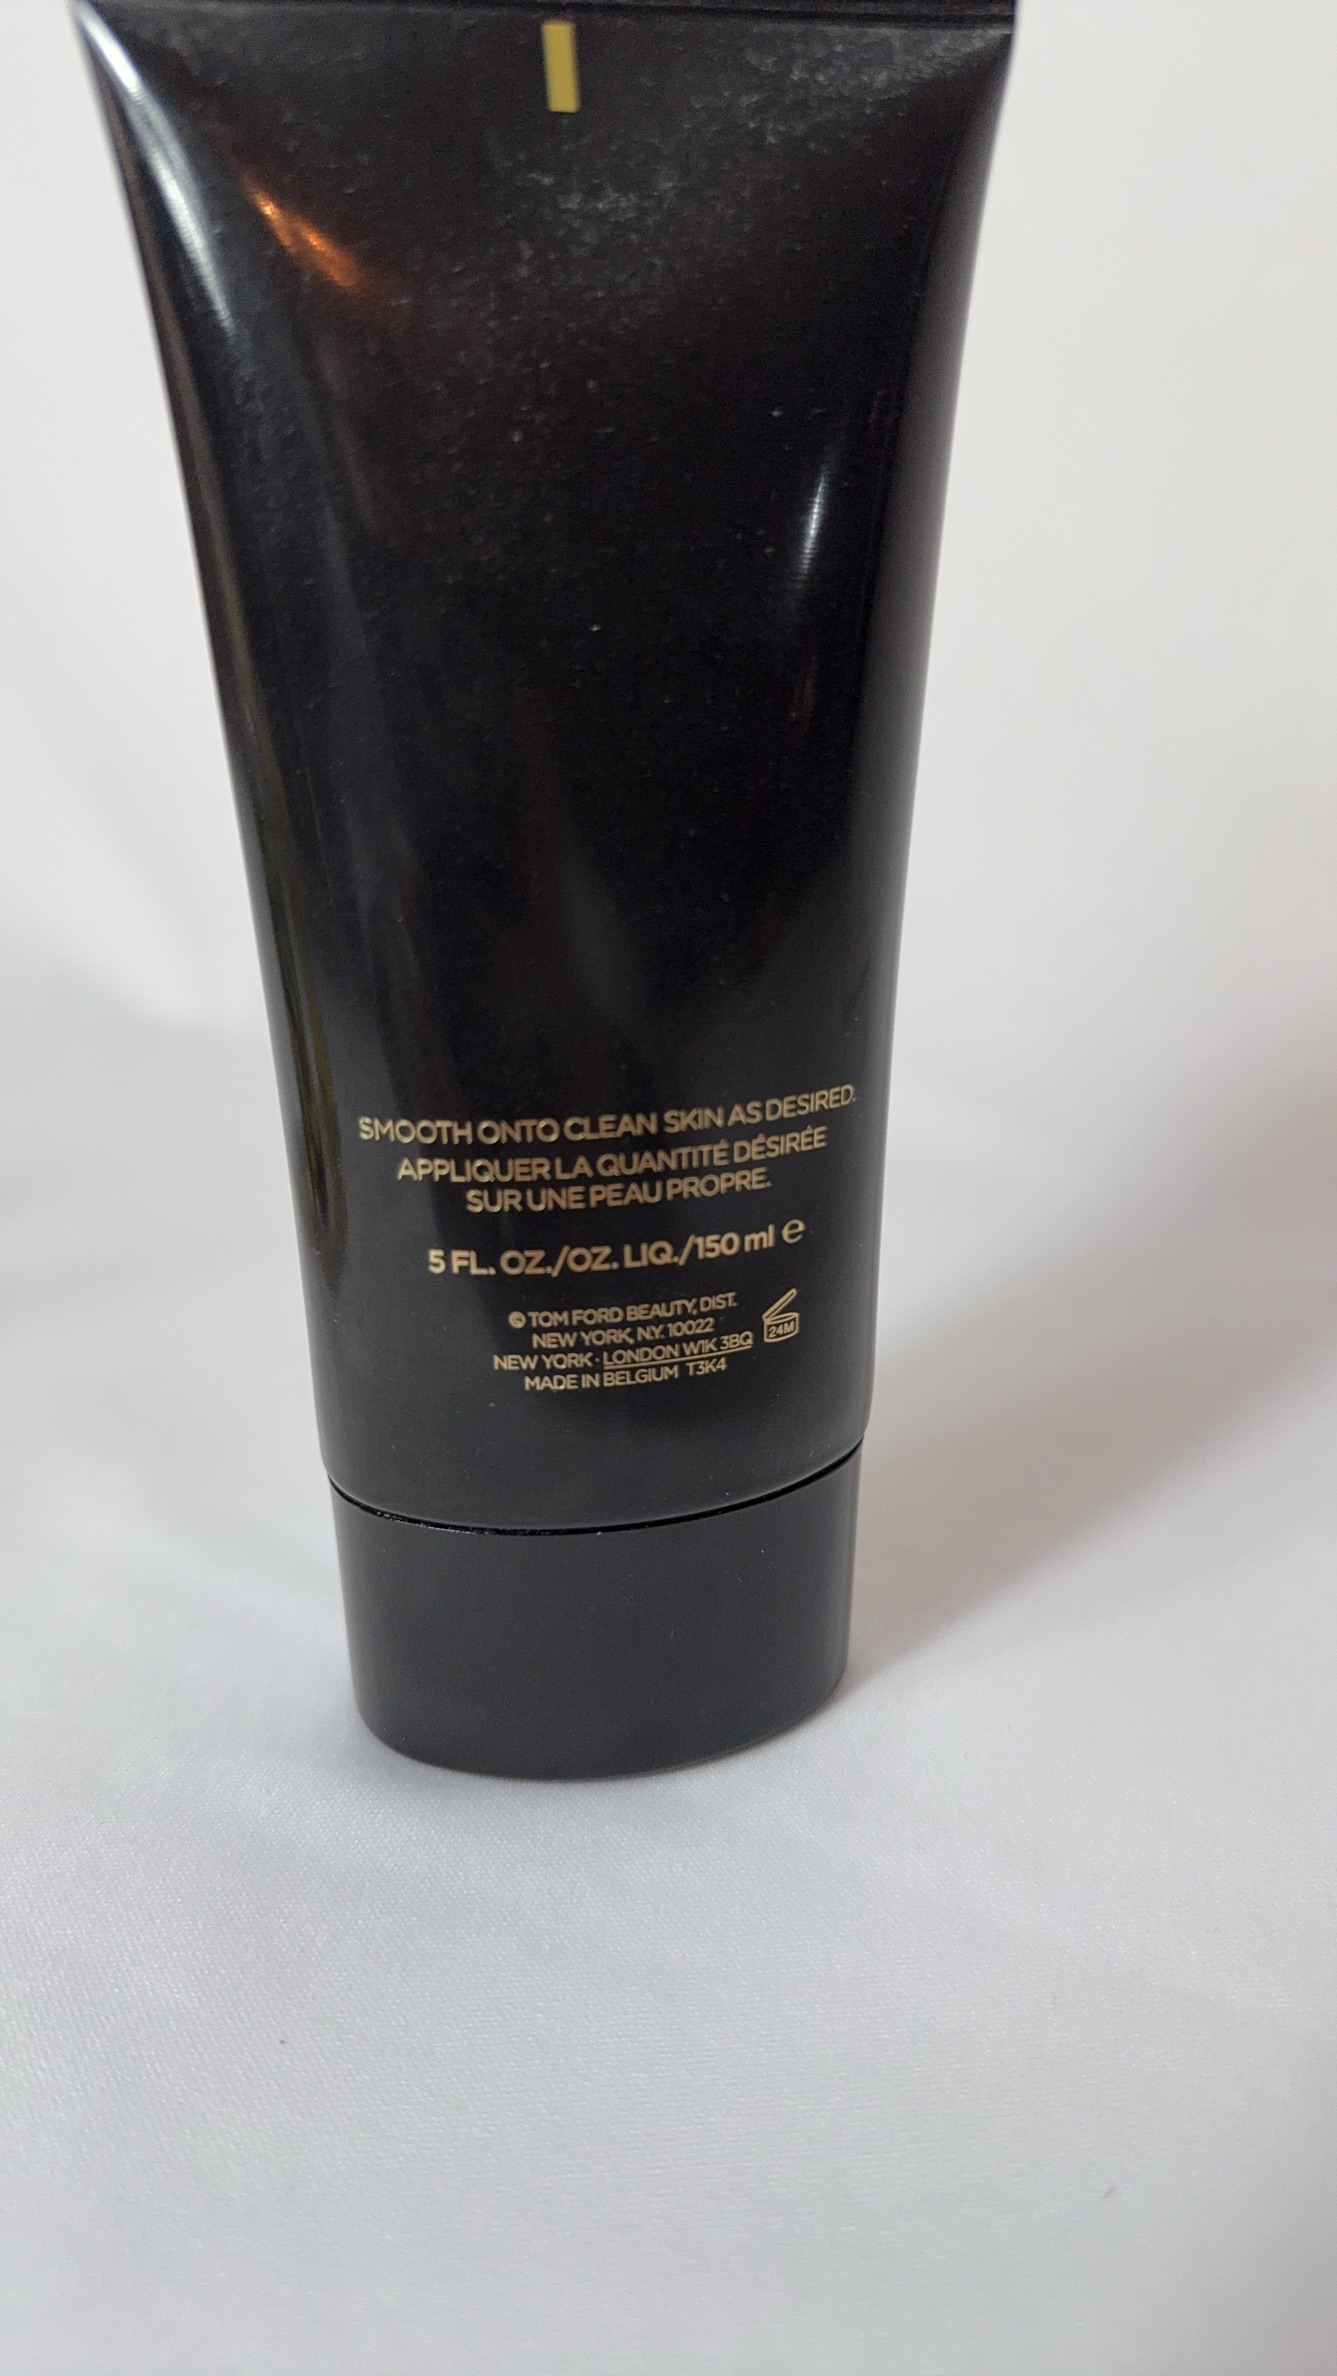 SMOOTH ONTO CLEAN SKIN AS DESIRED.
APPLIQUER LA QUANTITÉ DÉSIRÉE
SUR UNE PEAU PROPRE.
5 FL. OZ./OZ. LIQ./150 ml ℮
© TOM FORD BEAUTY, DIST.
NEW YORK, N.Y. 10022
NEW YORK · LONDON W1K 3BQ
MADE IN BELGIUM T3K4
24M